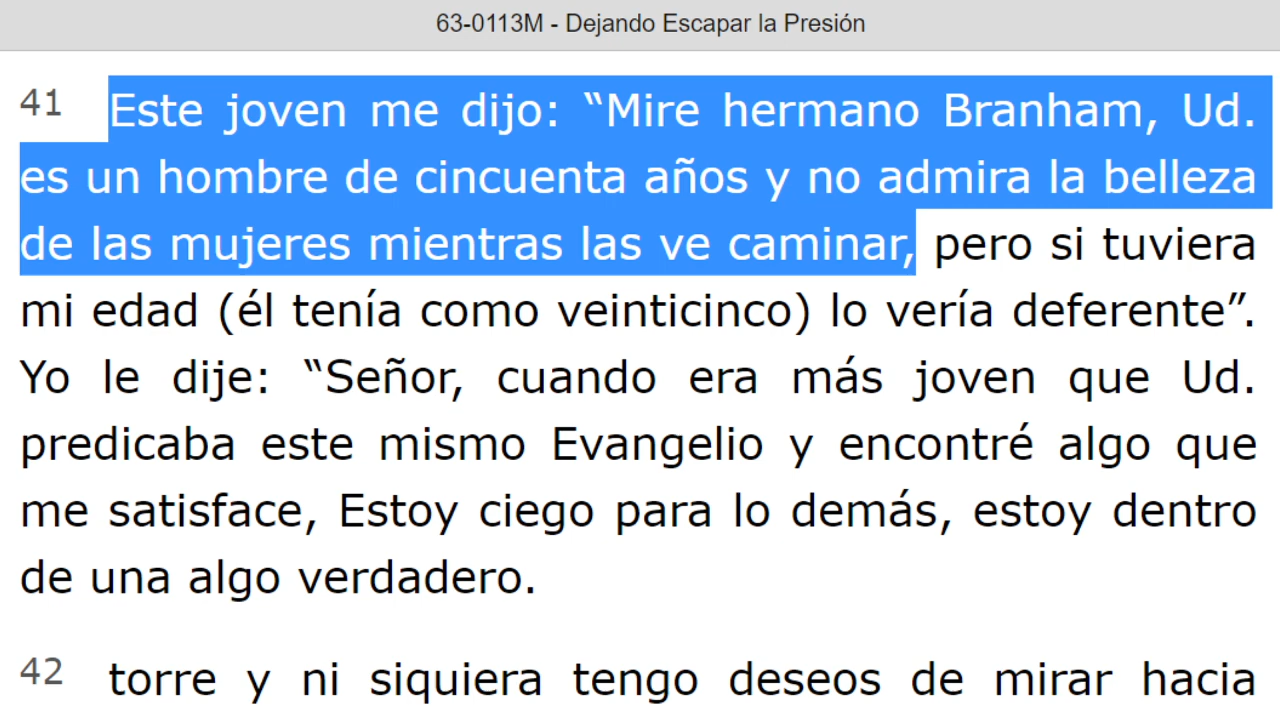 63-0113M - Dejando Escapar la Presión
41 Este joven me dijo: “Mire hermano Branham, Ud.
es un hombre de cincuenta años y no admira la belleza
de las mujeres mientras las ve caminar, pero si tuviera
mi edad (él tenía como veinticinco) lo vería deferente”.
Yo le dije: “Señor, cuando era más joven que Ud.
predicaba este mismo Evangelio y encontré algo que
me satisface, Estoy ciego para lo demás, estoy dentro
de una algo verdadero.
42 torre y ni siquiera tengo deseos de mirar hacia